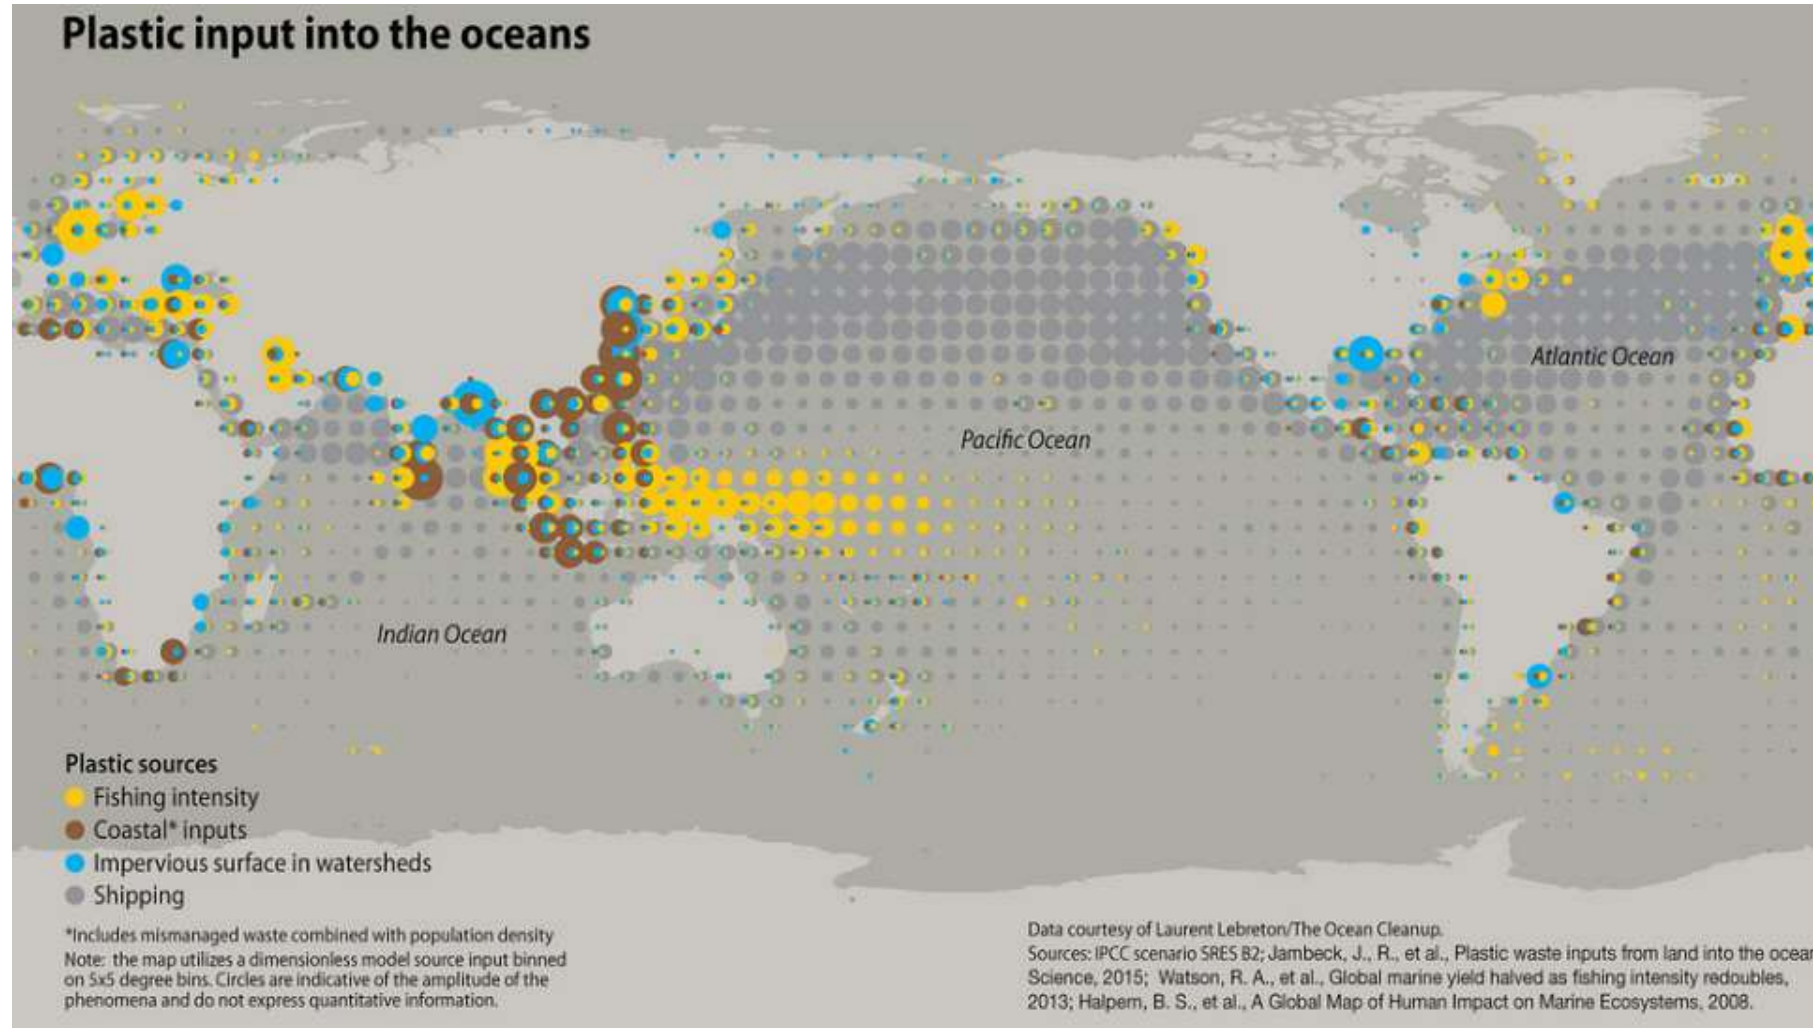 Plastic input into the oceans
Atlantic Ocean
Pacific Ocean
Indian Ocean
Plastic sources
Fishing intensity
Coastal* inputs
Impervious surface in watersheds
Shipping
*Includes mismanaged waste combined with population density
Note: the map utilizes a dimensionless model source input binned
on 5x5 degree bins. Circles are indicative of the amplitude of the
phenomena and do not express quantitative information.
Data courtesy of Laurent Lebreton/The Ocean Cleanup.
Sources: IPCC scenario SRES B2; Jambeck, J., R., et al., Plastic waste inputs from land into the ocean
Science, 2015; Watson, R. A., et al., Global marine yield halved as fishing intensity redoubles,
2013; Halpern, B. S., et al., A Global Map of Human Impact on Marine Ecosystems, 2008.